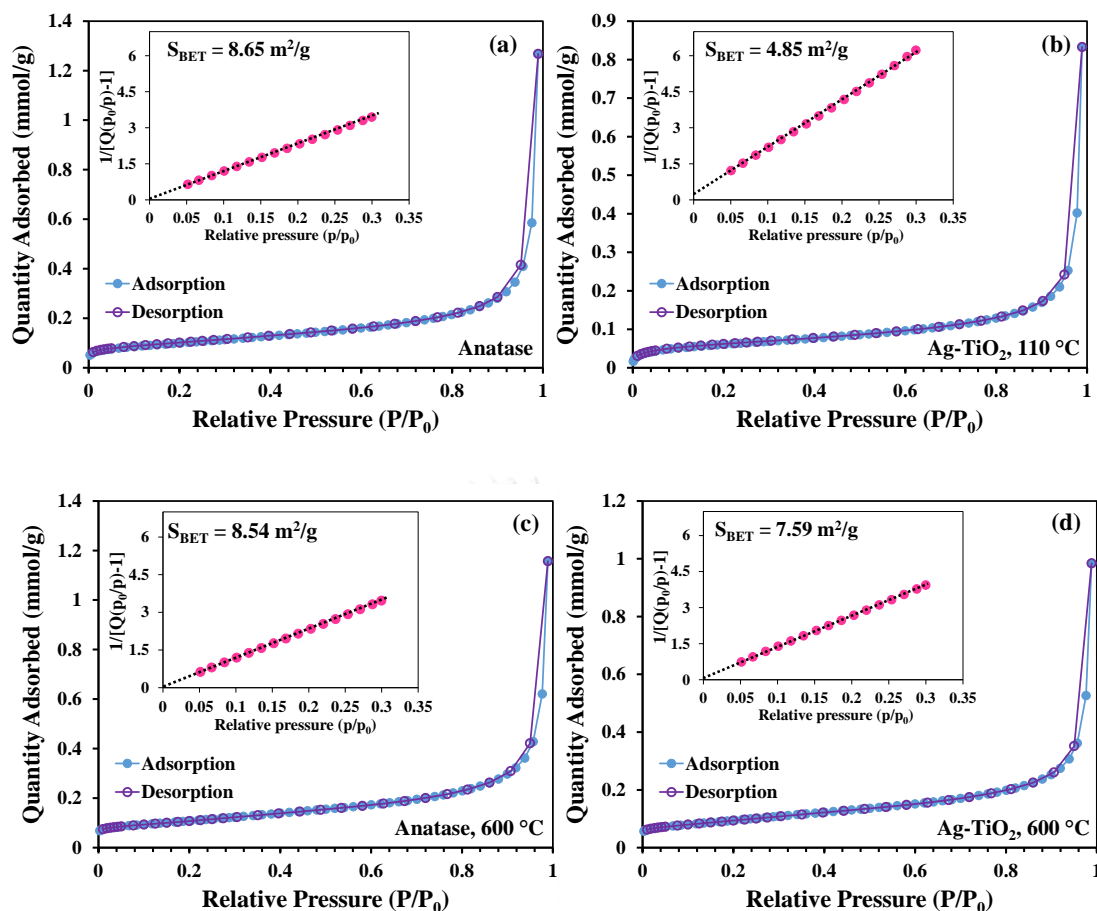 (a)
S_BET = 8.65 m²/g
1/[Q(p₀/p)-1]
6
4.5
3
1.5
0
0 0.05 0.1 0.15 0.2 0.25 0.3 0.35
Relative pressure (p/p₀)
Quantity Adsorbed (mmol/g)
1.4
1.2
1
0.8
0.6
0.4
0.2
0
Adsorption
Desorption
Anatase
0 0.2 0.4 0.6 0.8 1
Relative Pressure (P/P₀)
(b)
S_BET = 4.85 m²/g
1/[Q(p₀/p)-1]
6
4.5
3
1.5
0
0 0.05 0.1 0.15 0.2 0.25 0.3 0.35
Relative pressure (p/p₀)
Quantity Adsorbed (mmol/g)
0.9
0.8
0.7
0.6
0.5
0.4
0.3
0.2
0.1
0
Adsorption
Desorption
Ag-TiO₂, 110 °C
0 0.2 0.4 0.6 0.8 1
Relative Pressure (P/P₀)
(c)
S_BET = 8.54 m²/g
1/[Q(p₀/p)-1]
6
4.5
3
1.5
0
0 0.05 0.1 0.15 0.2 0.25 0.3 0.35
Relative pressure (p/p₀)
Quantity Adsorbed (mmol/g)
1.4
1.2
1
0.8
0.6
0.4
0.2
0
Adsorption
Desorption
Anatase, 600 °C
0 0.2 0.4 0.6 0.8 1
Relative Pressure (P/P₀)
(d)
S_BET = 7.59 m²/g
1/[Q(p₀/p)-1]
6
4.5
3
1.5
0
0 0.05 0.1 0.15 0.2 0.25 0.3 0.35
Relative pressure (p/p₀)
Quantity Adsorbed (mmol/g)
1.2
1
0.8
0.6
0.4
0.2
0
Adsorption
Desorption
Ag-TiO₂, 600 °C
0 0.2 0.4 0.6 0.8 1
Relative Pressure (P/P₀)